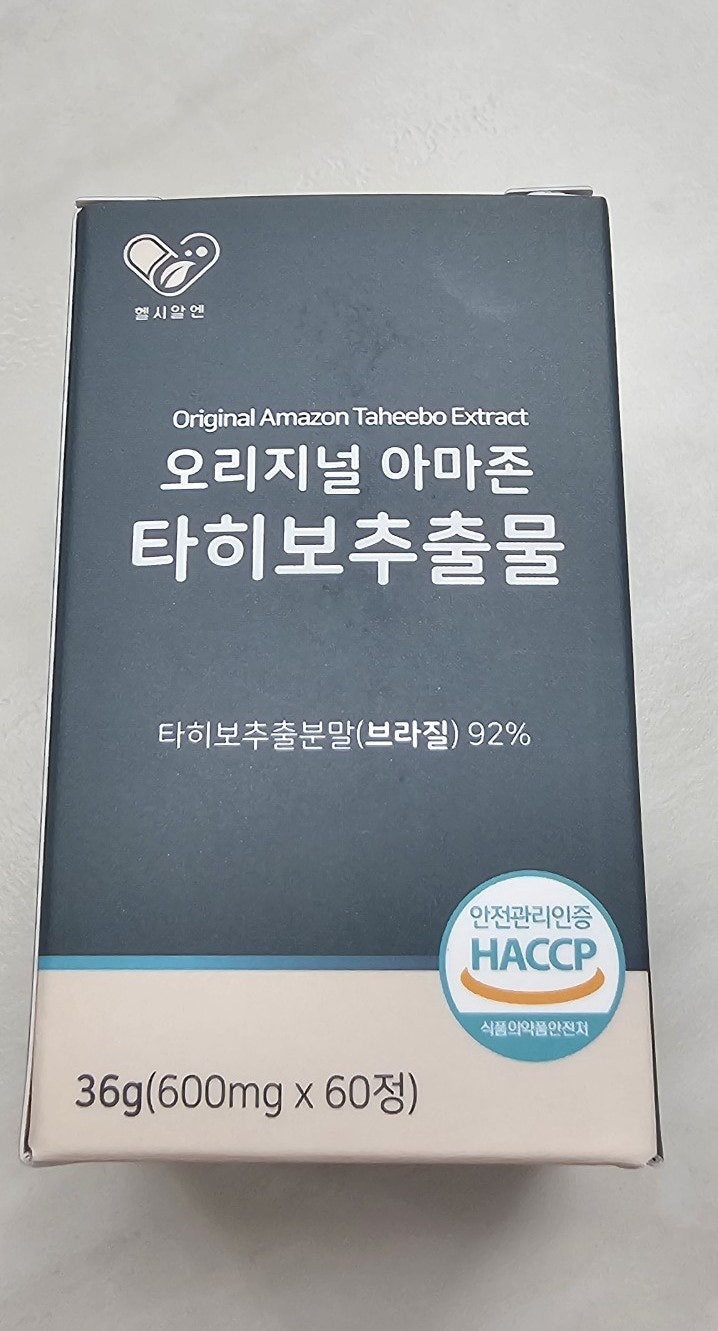 헬시알엔
Original Amazon Taheebo Extract
오리지널 아마존
타히보추출물
타히보추출분말(브라질) 92%
안전관리인증
HACCP
식품의약품안전처
36g(600mg x 60정)